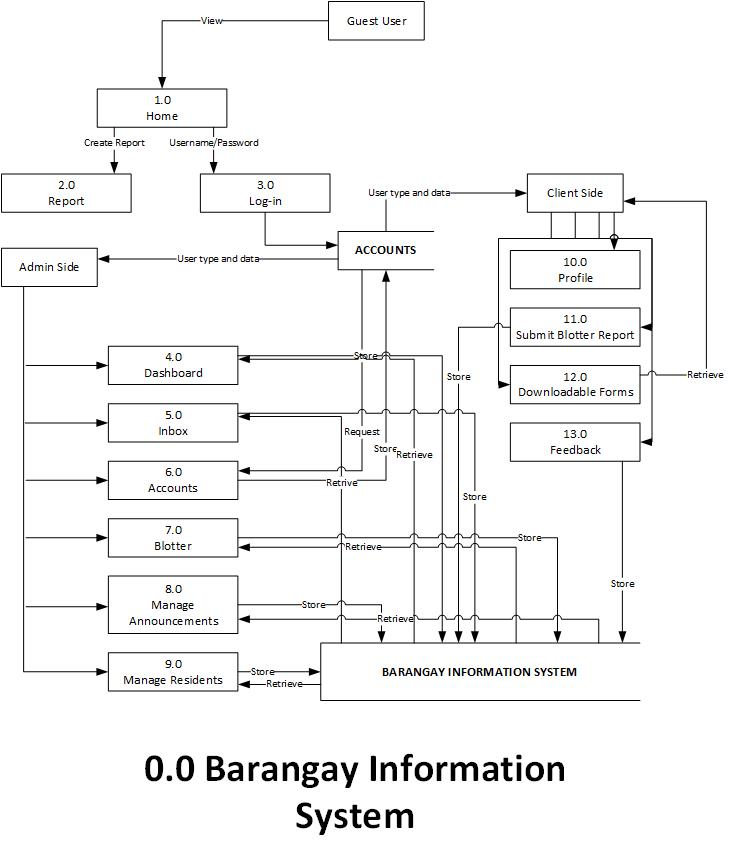 Guest User
View
1.0
Home
Create Report
Username/Password
2.0
Report
3.0
Log-in
User type and data
Client Side
ACCOUNTS
User type and data
Admin Side
10.0
Profile
11.0
Submit Blotter Report
4.0
Dashboard
Store
Store
12.0
Downloadable Forms
Retrieve
5.0
Inbox
Request
13.0
Feedback
Store
Retrieve
6.0
Accounts
Retrive
Store
7.0
Blotter
Store
Retrieve
8.0
Manage
Announcements
Store
Retrieve
Store
9.0
Manage Residents
Store
Retrieve
BARANGAY INFORMATION SYSTEM
0.0 Barangay Information
System